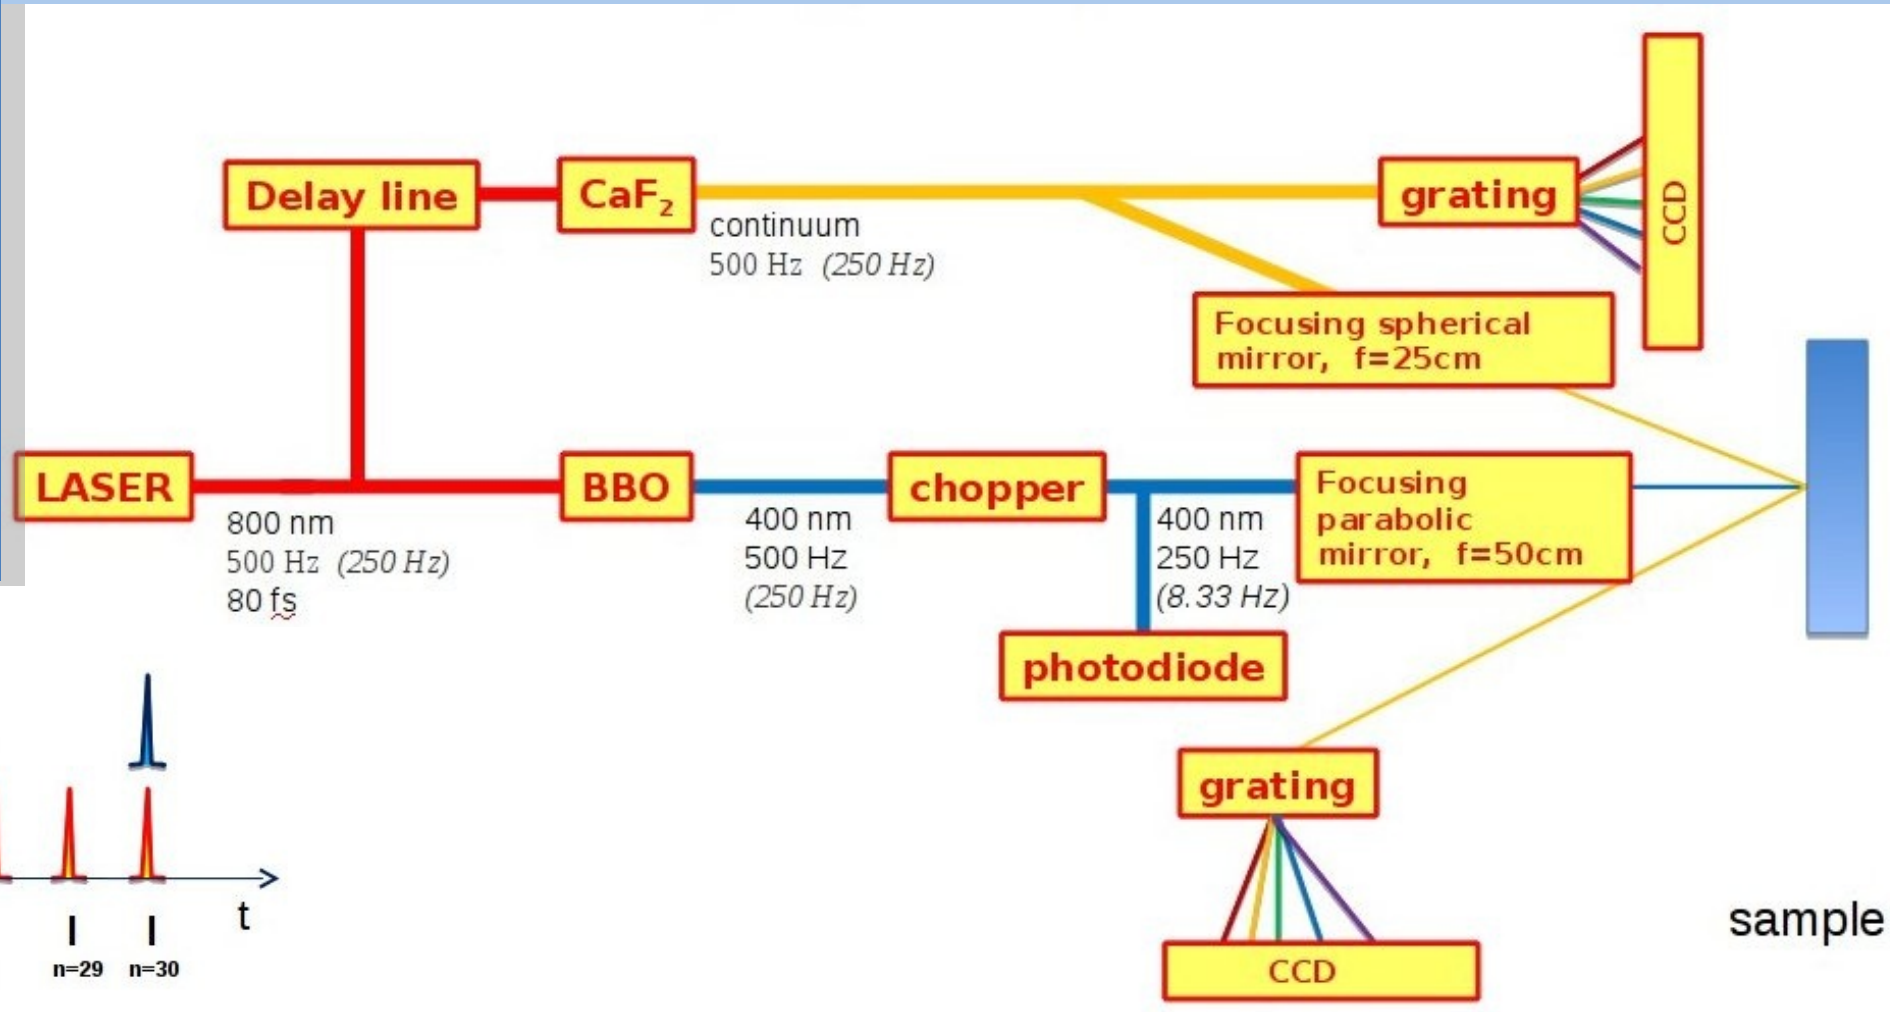 Delay line
CaF₂
grating
CCD
continuum
500 Hz (250 Hz)
Focusing spherical
mirror, f=25cm
LASER
BBO
chopper
Focusing
parabolic
mirror, f=50cm
800 nm
500 Hz (250 Hz)
80 fs
400 nm
500 Hz
(250 Hz)
400 nm
250 Hz
(8.33 Hz)
photodiode
grating
CCD
t
n=29 n=30
sample